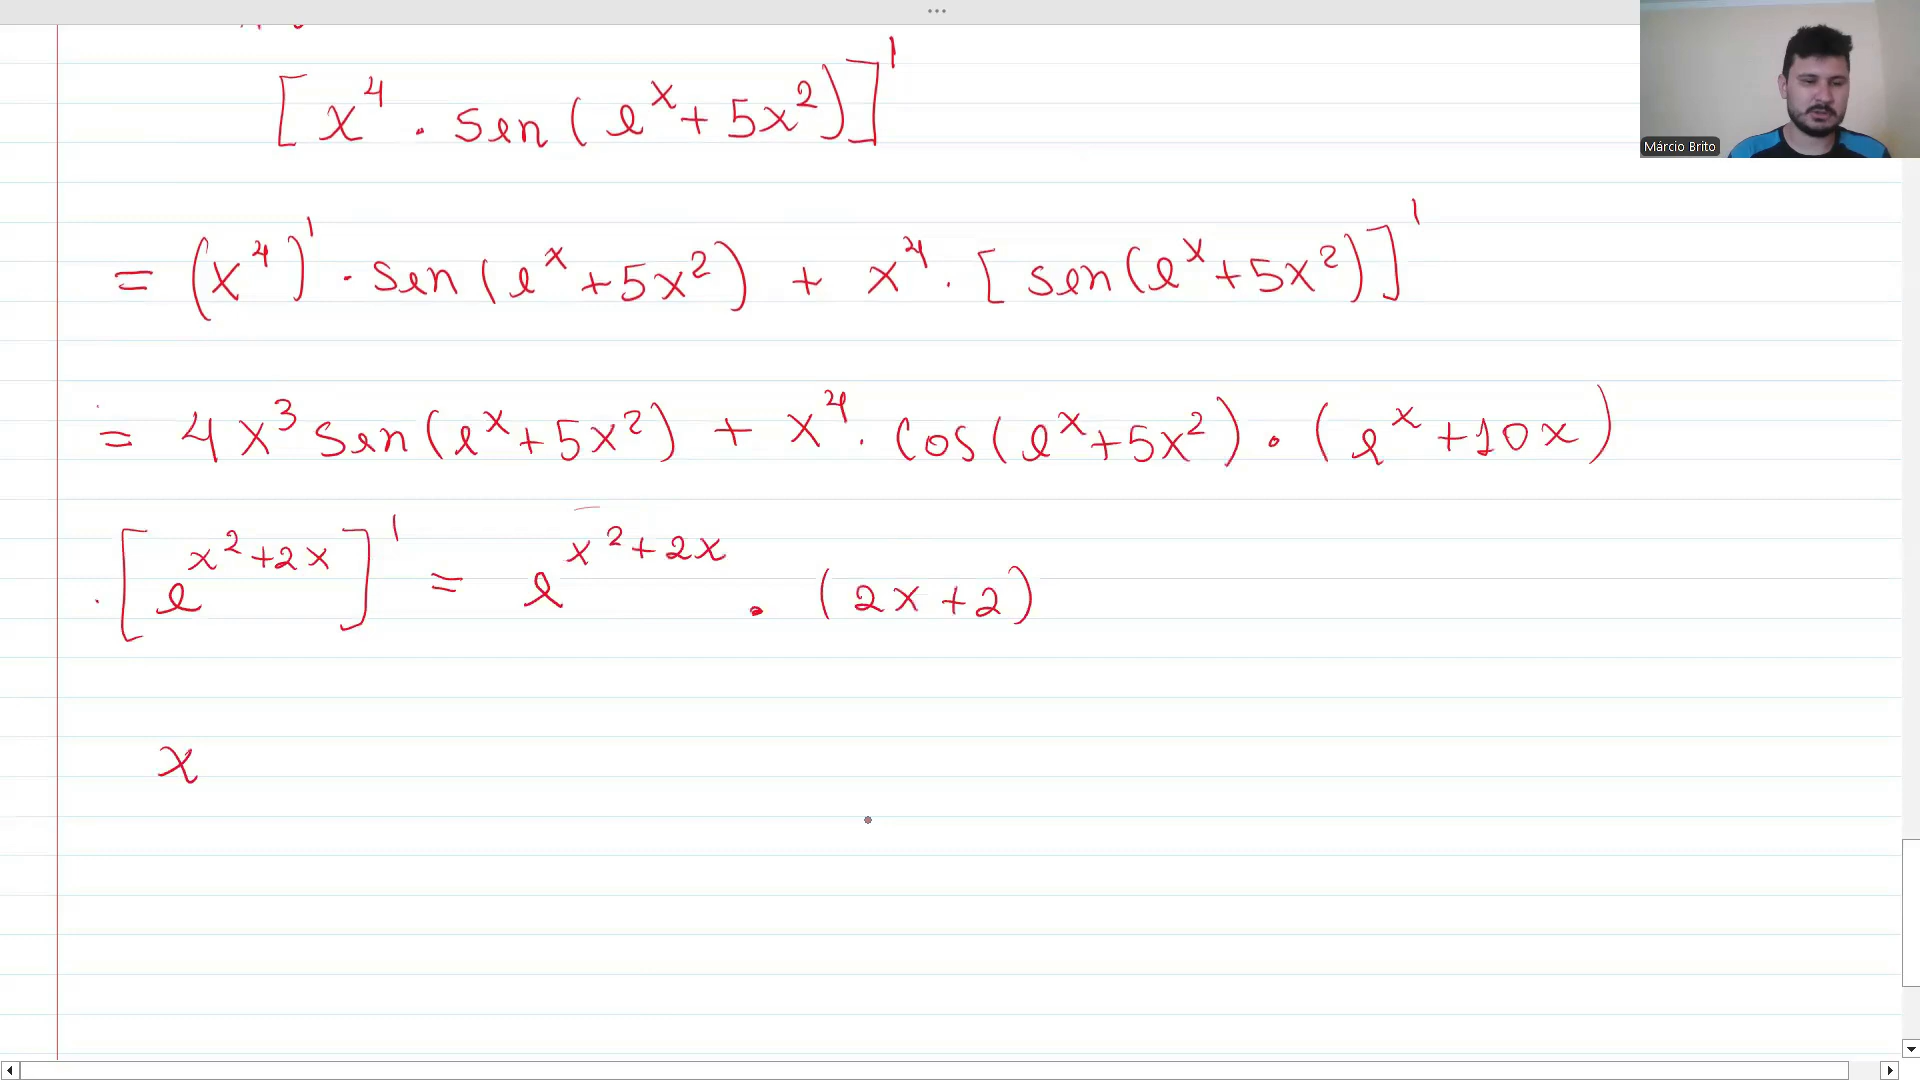 [x⁴ · sen(eˣ + 5x²)]'
Márcio Brito
= (x⁴)' · sen(eˣ + 5x²) + x⁴ · [sen(eˣ + 5x²)]'
= 4x³ sen(eˣ + 5x²) + x⁴ · cos(eˣ + 5x²) · (eˣ + 10x)
· [e^{x² + 2x}]' = e^{x² + 2x} · (2x + 2)
x